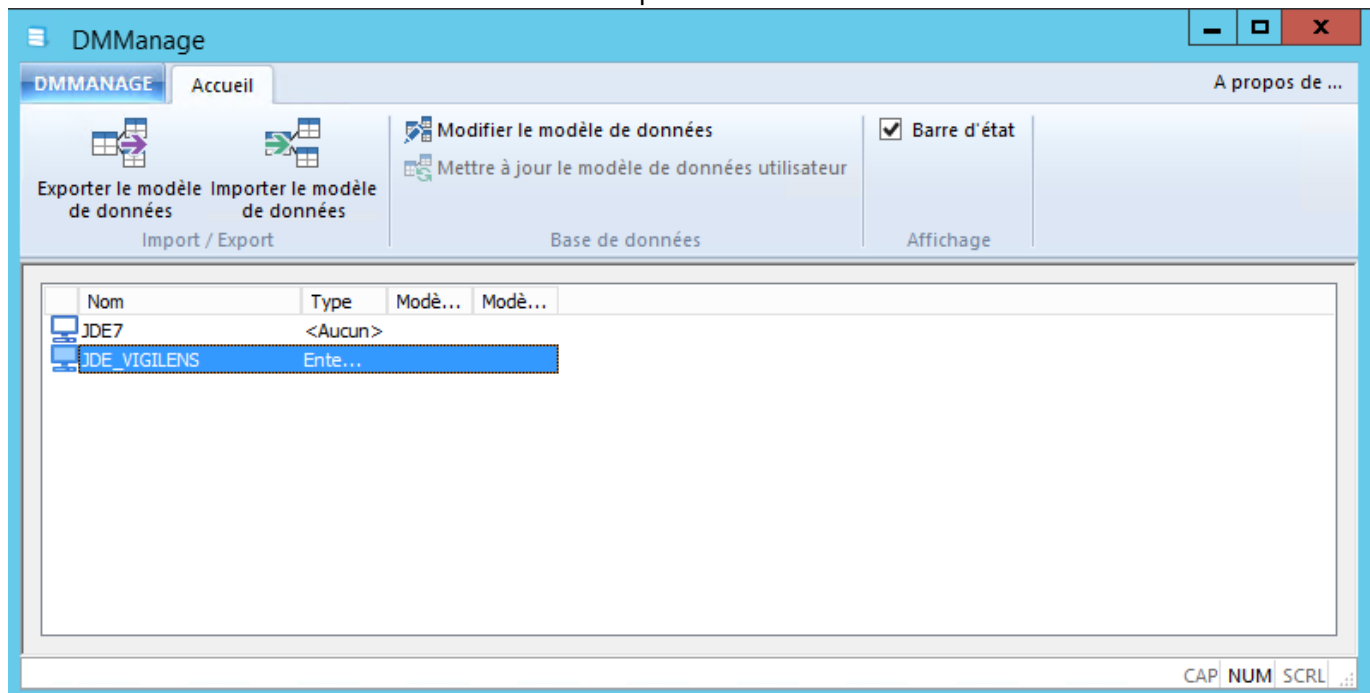 DMManage
DMMANAGE Accueil A propos de ...
Modifier le modèle de données
Barre d'état
Mettre à jour le modèle de données utilisateur
Exporter le modèle Importer le modèle
de données de données
Import / Export Base de données Affichage
Nom Type Modè... Modè...
JDE7 <Aucun>
JDE_VIGILENS Ente...
CAP NUM SCRL